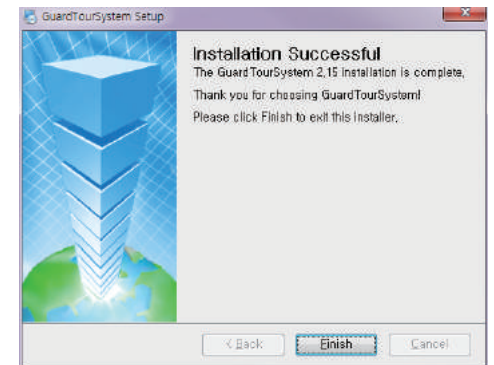 GuardTourSystem Setup
Installation Successful
The GuardTourSystem 2.15 installation is complete.
Thank you for choosing GuardTourSystem!
Please click Finish to exit this installer.
< Back
Finish
Cancel